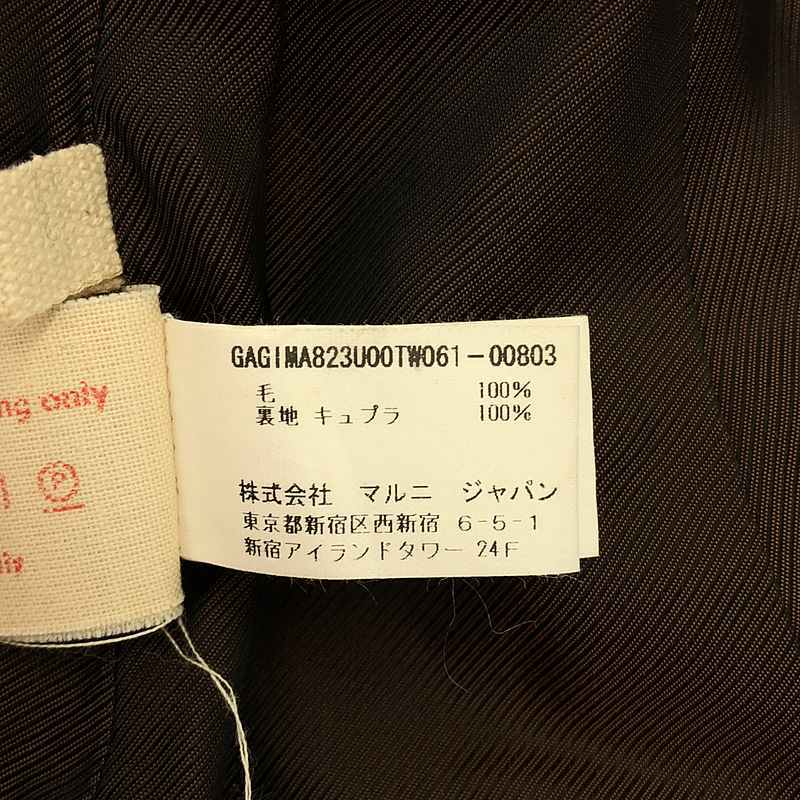 GAGIMA823U00TW061-00803
毛 100%
裏地 キュプラ 100%
株式会社 マルニ ジャパン
東京都新宿区西新宿 6-5-1
新宿アイランドタワー 24F
only
P